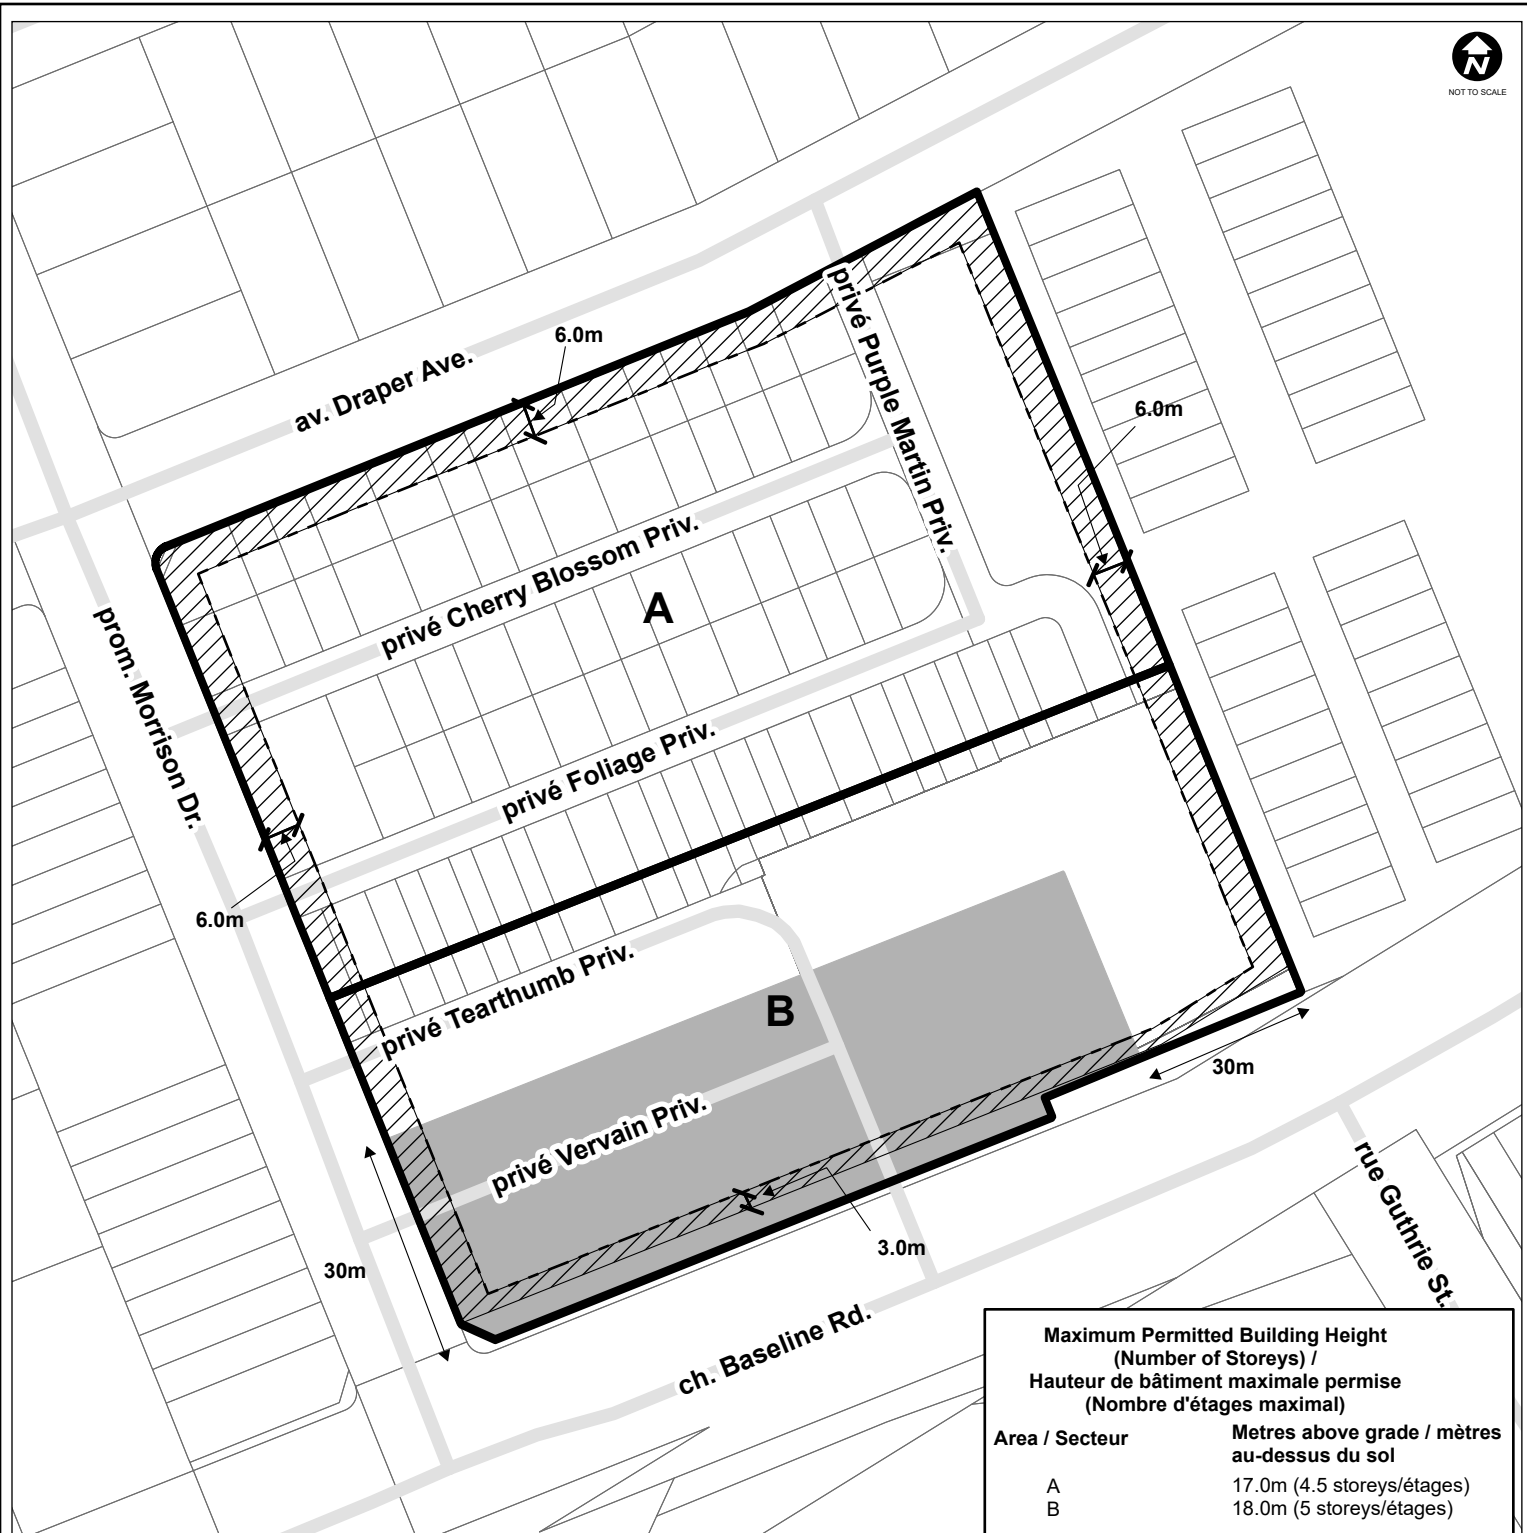 N
NOT TO SCALE
6.0m
av. Draper Ave.
privé Purple Martin Priv.
6.0m
privé Cherry Blossom Priv.
A
prom. Morrison Dr.
privé Foliage Priv.
6.0m
privé Tearthumb Priv.
B
30m
privé Vervain Priv.
rue Guthrie St.
3.0m
30m
ch. Baseline Rd.
Maximum Permitted Building Height
(Number of Storeys) /
Hauteur de bâtiment maximale permise
(Nombre d'étages maximal)
Area / Secteur
Metres above grade / mètres
au-dessus du sol
A 17.0m (4.5 storeys/étages)
B 18.0m (5 storeys/étages)